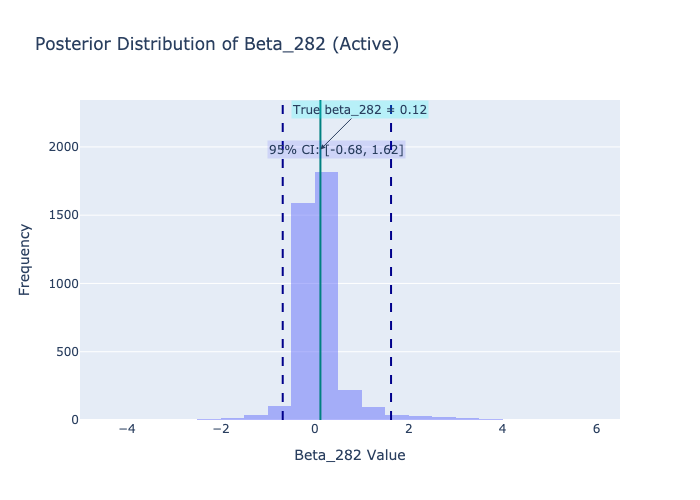 Posterior Distribution of Beta_282 (Active)
True beta_282 = 0.12
95% CI: [-0.68, 1.62]
Frequency
2000
1500
1000
500
0
−4 −2 0 2 4 6
Beta_282 Value